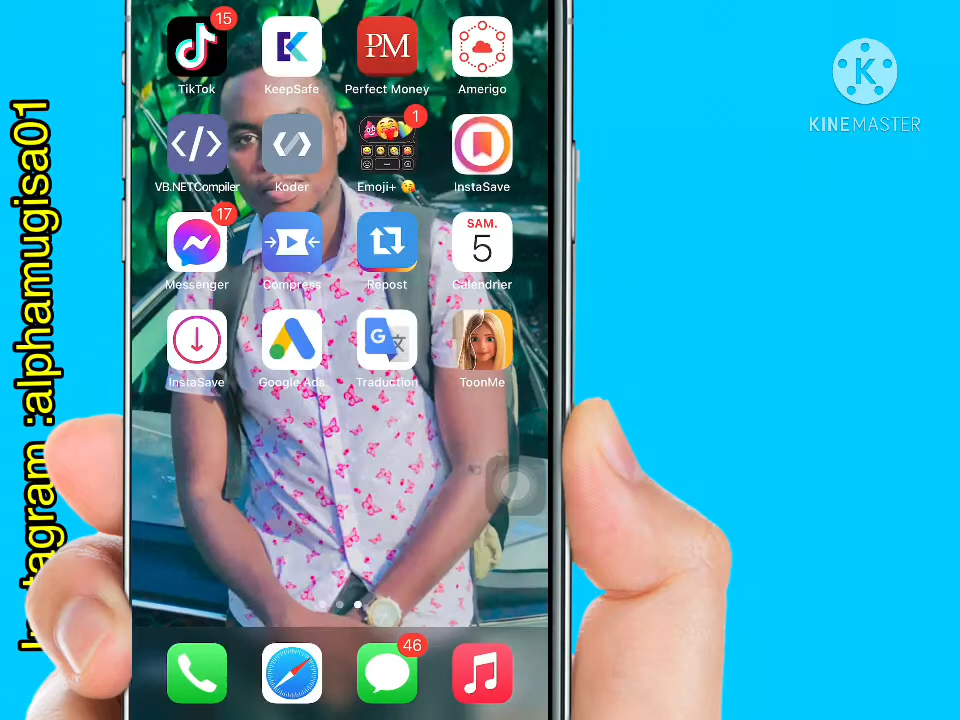 Instagram :alphamugisa01
15
TikTok
KeepSafe
PM
Perfect Money
Amerigo
</>
VB.NETCompiler
Koder
1
Emoji+ 😘
InstaSave
17
Messenger
Compress
Repost
SAM.
5
Calendrier
InstaSave
Google Ads
G 文
Traduction
ToonMe
46
K
KINEMASTER